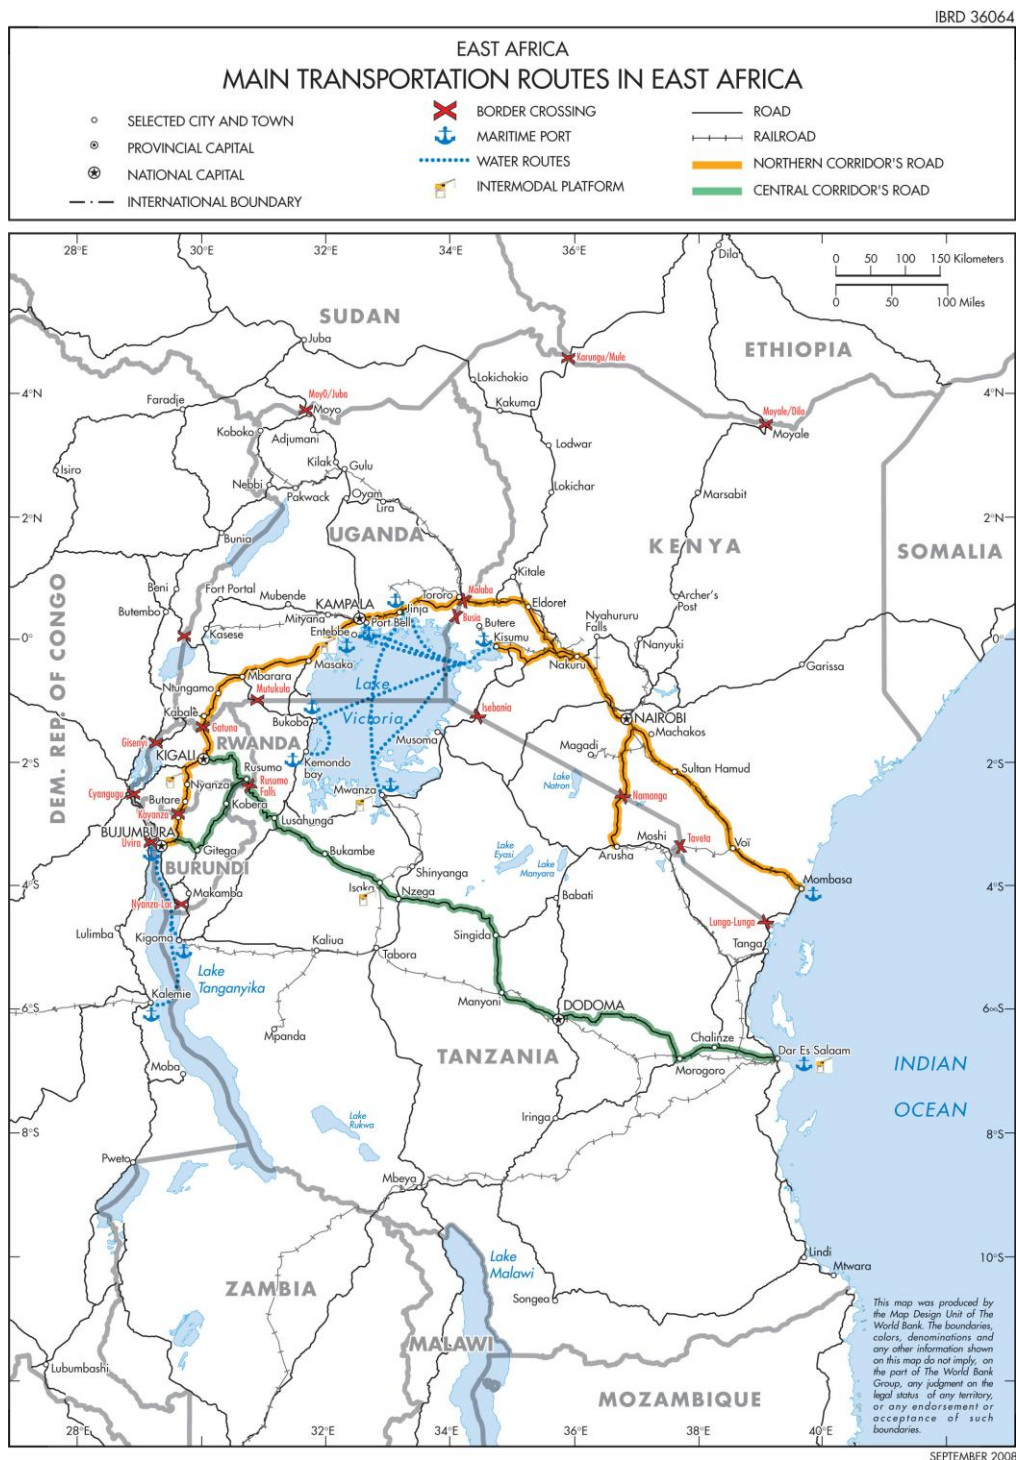 IBRD 36064
EAST AFRICA
MAIN TRANSPORTATION ROUTES IN EAST AFRICA
SELECTED CITY AND TOWN
PROVINCIAL CAPITAL
NATIONAL CAPITAL
INTERNATIONAL BOUNDARY
BORDER CROSSING
MARITIME PORT
WATER ROUTES
INTERMODAL PLATFORM
ROAD
RAILROAD
NORTHERN CORRIDOR'S ROAD
CENTRAL CORRIDOR'S ROAD
28°E
30°E
32°E
34°E
36°E
Dila
0 50 100 150 Kilometers
0 50 100 Miles
SUDAN
Juba
ETHIOPIA
Karungu/Mule
Lokichokio
4°N
4°N
Faradje
Moy0/Juba
Moyo
Kakuma
Moyale/Dila
Moyale
Koboko
Adjumani
Lodwar
Isiro
Kilak
Gulu
Nebbi
Pakwack
Oyam
Lira
Lokichar
Marsabit
2°N
2°N
Bunia
UGANDA
KENYA
SOMALIA
DEM. REP. OF CONGO
Beni
Fort Portal
Mubende
KAMPALA
Tororo
Malaba
Kitale
Eldoret
Archer's
Post
Butembo
Mityana
Jinja
Busia
Butere
Nyahururu
Falls
0°
0°
Kasese
Entebbe
Port Bell
Kisumu
Nanyuki
Masaka
Nakuru
Garissa
Mbarara
Ntungamo
Mutukula
Lake
Victoria
Kabale
Gatuna
Bukoba
Isebania
NAIROBI
Machakos
Gisenyi
RWANDA
KIGALI
Musoma
Magadi
2°S
2°S
Rusumo
Kemondo
bay
Sultan Hamud
Cyangugu
Nyanza
Rusumo
Falls
Mwanza
Lake
Natron
Butare
Kobero
Namanga
Kayanza
Lusahunga
BUJUMBURA
Uvira
Gitega
Moshi
Taveta
Voï
Bukambe
Lake
Eyasi
Lake
Manyara
Arusha
BURUNDI
Shinyanga
4°S
4°S
Makamba
Isaka
Nzega
Babati
Mombasa
Nyanza-Lac
Lunga-Lunga
Lulimba
Kigoma
Kaliua
Tabora
Singida
Tanga
Lake
Tanganyika
Kalemie
Manyoni
DODOMA
6°S
6°S
Mpanda
Chalinze
Dar Es Salaam
TANZANIA
Morogoro
Moba
INDIAN
OCEAN
Lake
Rukwa
Iringa
8°S
8°S
Pweto
Mbeya
Lindi
10°S
Lake
Malawi
Mtwara
ZAMBIA
Songea
This map was produced by
the Map Design Unit of The
World Bank. The boundaries,
colors, denominations and
any other information shown
on this map do not imply, on
the part of The World Bank
Group, any judgment on the
legal status of any territory,
or any endorsement or
acceptance of such
boundaries.
MALAWI
Lubumbashi
MOZAMBIQUE
28°E
32°E
34°E
36°E
38°E
40°E
SEPTEMBER 2008